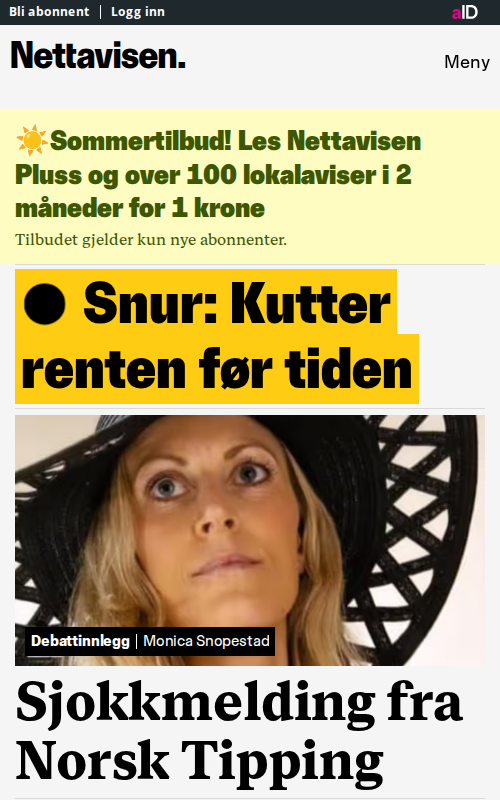 Bli abonnent | Logg inn
aID
Nettavisen.
Meny
☀️Sommertilbud! Les Nettavisen
Pluss og over 100 lokalaviser i 2
måneder for 1 krone
Tilbudet gjelder kun nye abonnenter.
● Snur: Kutter
renten før tiden
Debattinnlegg | Monica Snopestad
Sjokkmelding fra
Norsk Tipping